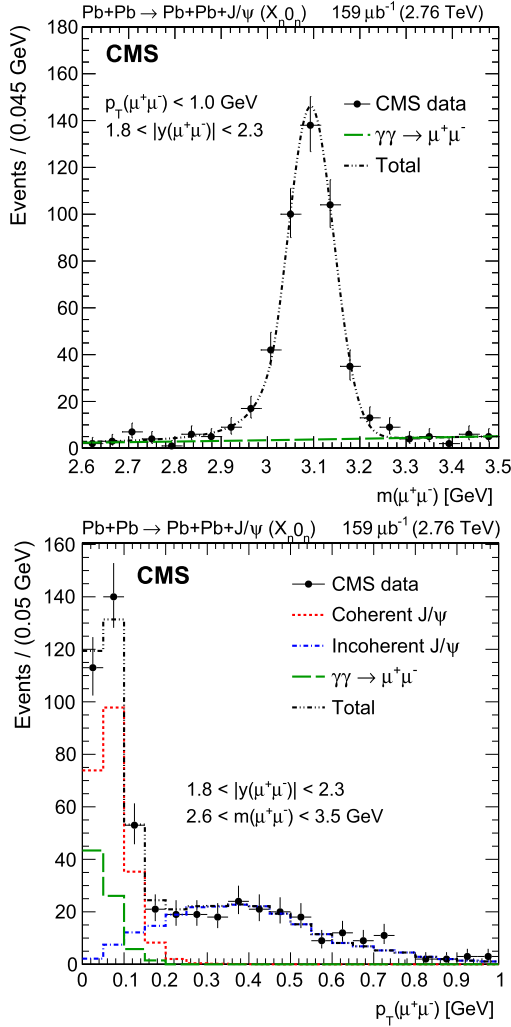 Pb+Pb → Pb+Pb+J/ψ (Xn0n) 159 μb⁻¹ (2.76 TeV)
180
CMS
160
pT(μ⁺μ⁻) < 1.0 GeV
CMS data
140
1.8 < |y(μ⁺μ⁻)| < 2.3
γγ → μ⁺μ⁻
120
Total
100
80
60
40
20
0
Events / (0.045 GeV)
2.6 2.7 2.8 2.9 3 3.1 3.2 3.3 3.4 3.5
m(μ⁺μ⁻) [GeV]
Pb+Pb → Pb+Pb+J/ψ (Xn0n) 159 μb⁻¹ (2.76 TeV)
160
CMS
CMS data
140
Coherent J/ψ
120
Incoherent J/ψ
γγ → μ⁺μ⁻
100
Total
80
1.8 < |y(μ⁺μ⁻)| < 2.3
60
2.6 < m(μ⁺μ⁻) < 3.5 GeV
40
20
0
Events / (0.05 GeV)
0 0.1 0.2 0.3 0.4 0.5 0.6 0.7 0.8 0.9 1
pT(μ⁺μ⁻) [GeV]